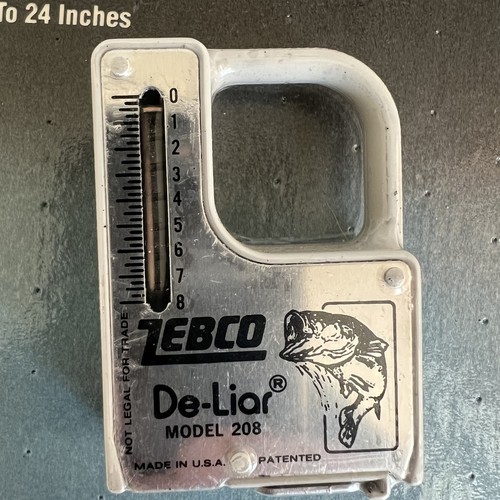 To 24 Inches
0
1
2
3
4
5
6
7
8
NOT LEGAL FOR TRADE
ZEBCO
De-Liar®
MODEL 208
MADE IN U.S.A.
PATENTED